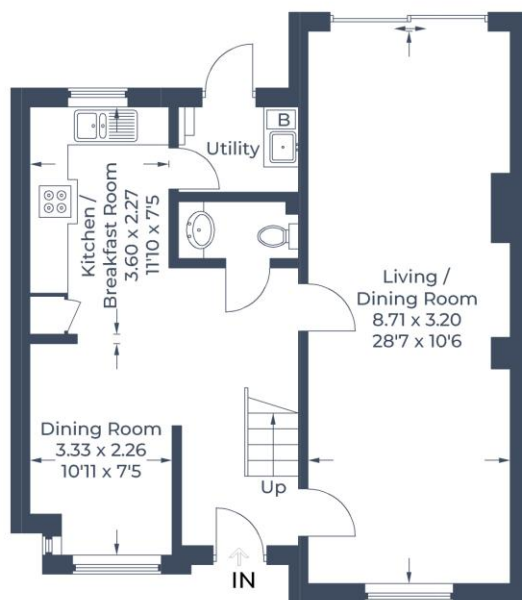 B
Utility
Kitchen /
Breakfast Room
3.60 x 2.27
11'10 x 7'5
Living /
Dining Room
8.71 x 3.20
28'7 x 10'6
Dining Room
3.33 x 2.26
10'11 x 7'5
Up
IN